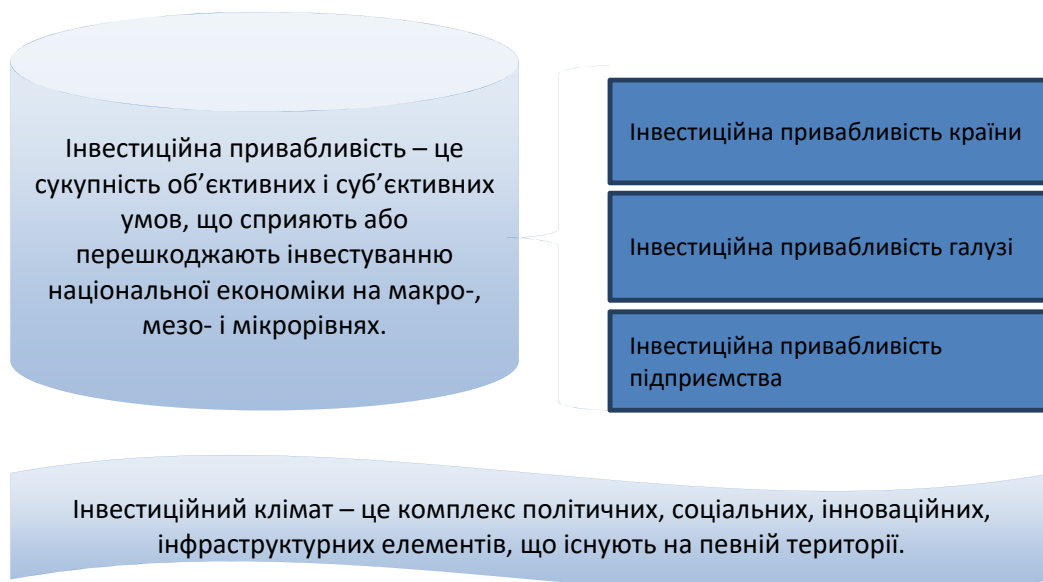 Інвестиційна привабливість – це
сукупність об’єктивних і суб’єктивних
умов, що сприяють або
перешкоджають інвестуванню
національної економіки на макро-,
мезо- і мікрорівнях.
Інвестиційна привабливість країни
Інвестиційна привабливість галузі
Інвестиційна привабливість
підприємства
Інвестиційний клімат – це комплекс політичних, соціальних, інноваційних,
інфраструктурних елементів, що існують на певній території.